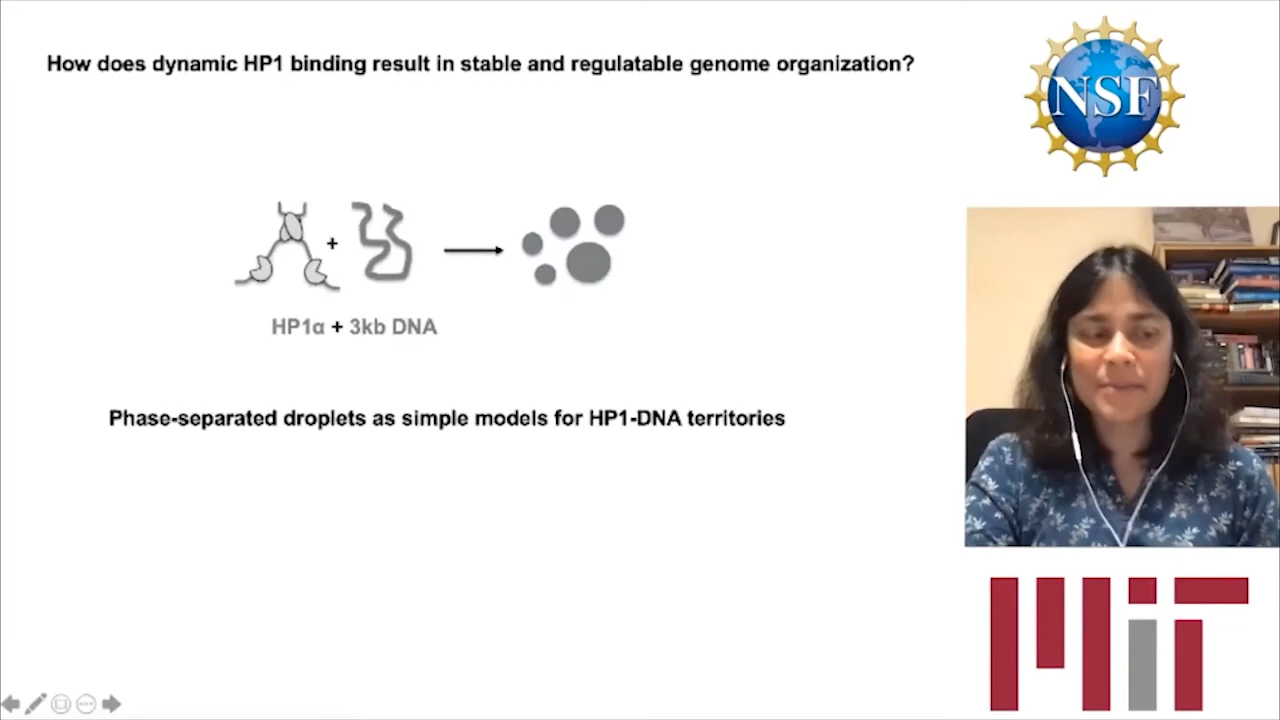 How does dynamic HP1 binding result in stable and regulatable genome organization?
NSF
+
HP1α + 3kb DNA
Phase-separated droplets as simple models for HP1-DNA territories
MIT